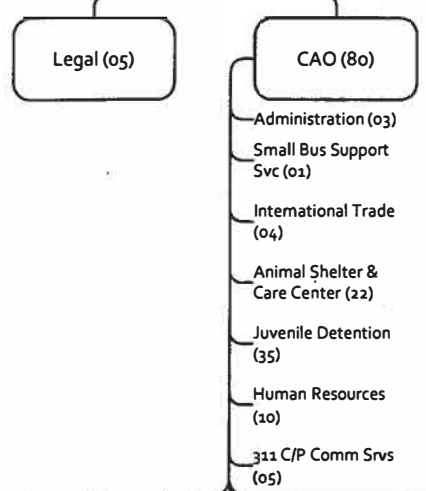 Legal (05)
CAO (80)
Administration (03)
Small Bus Support
Svc (01)
International Trade
(04)
Animal Shelter &
Care Center (22)
Juvenile Detention
(35)
Human Resources
(10)
311 C/P Comm Srvs
(05)